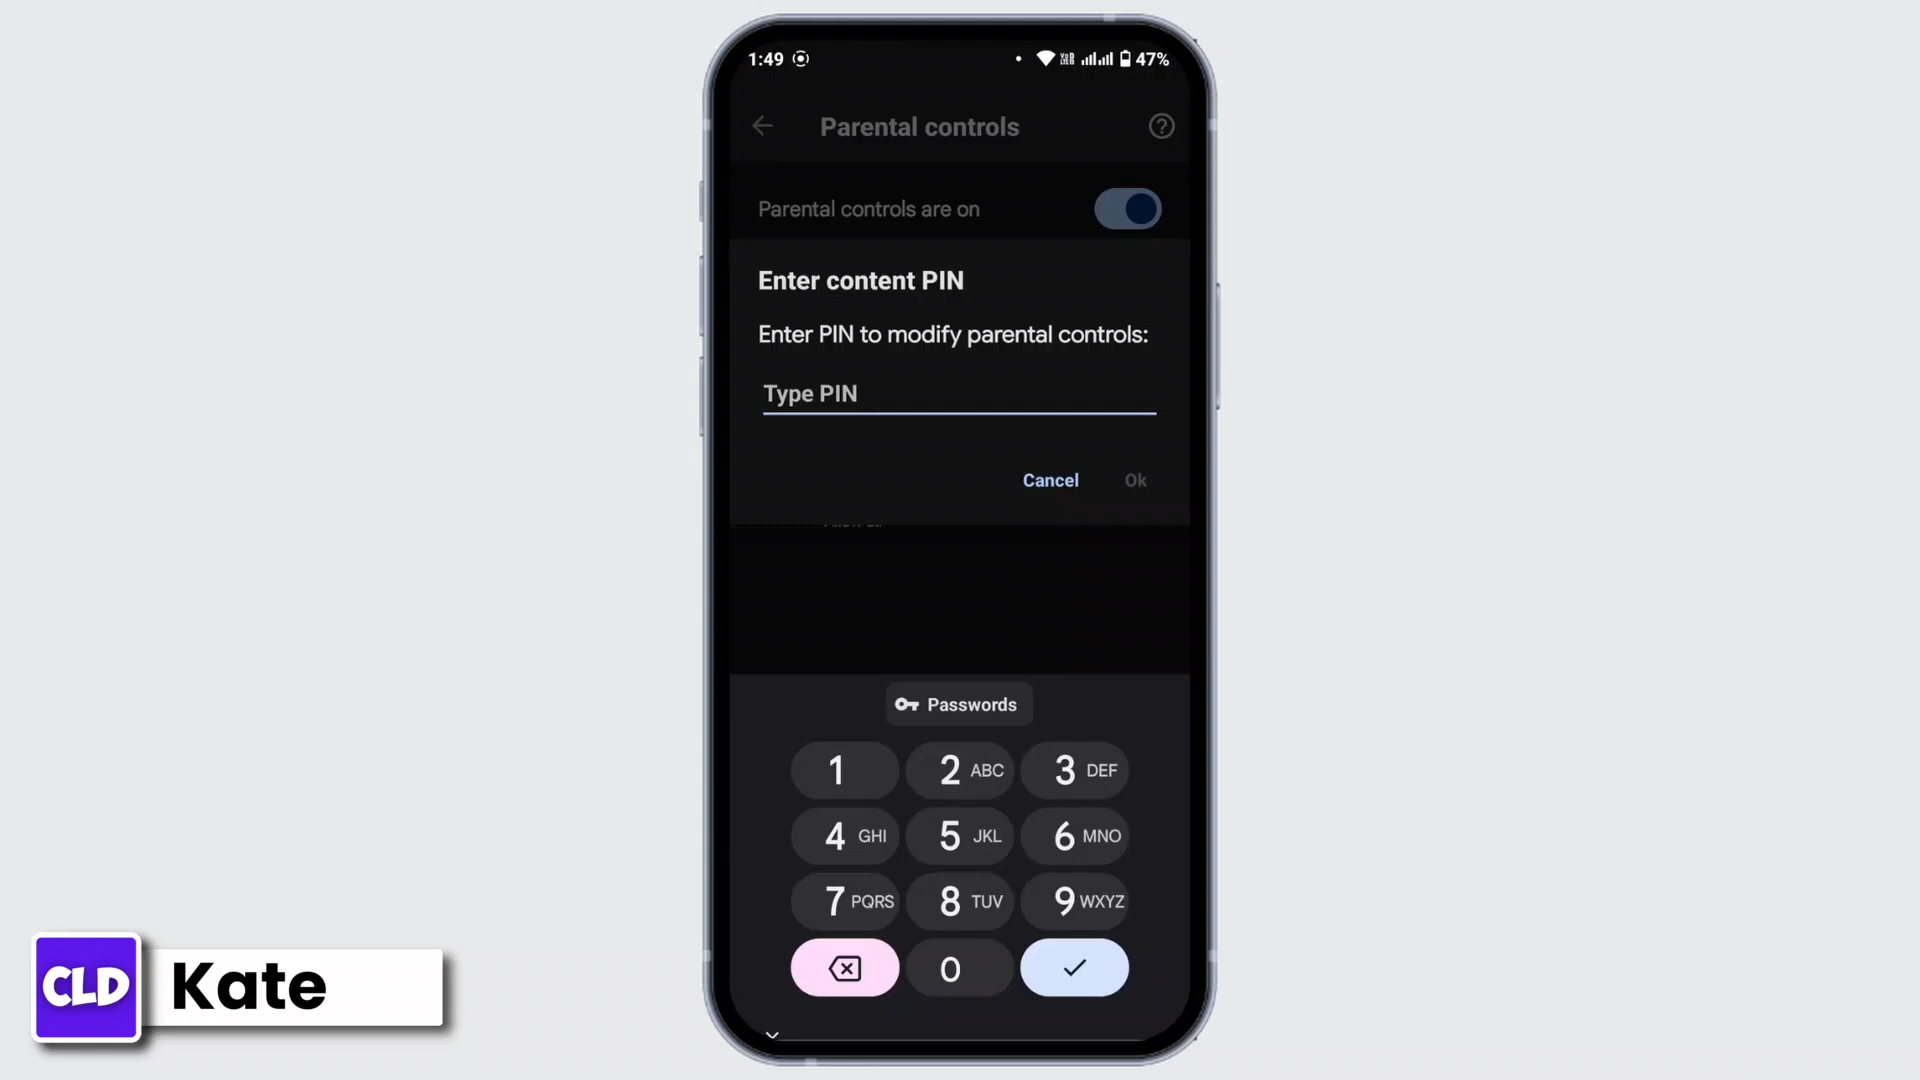 1:49 47%
Parental controls
Parental controls are on
Enter content PIN
Enter PIN to modify parental controls:
Type PIN
Cancel Ok
Passwords
1 2 ABC 3 DEF
4 GHI 5 JKL 6 MNO
7 PQRS 8 TUV 9 WXYZ
0
CLD Kate